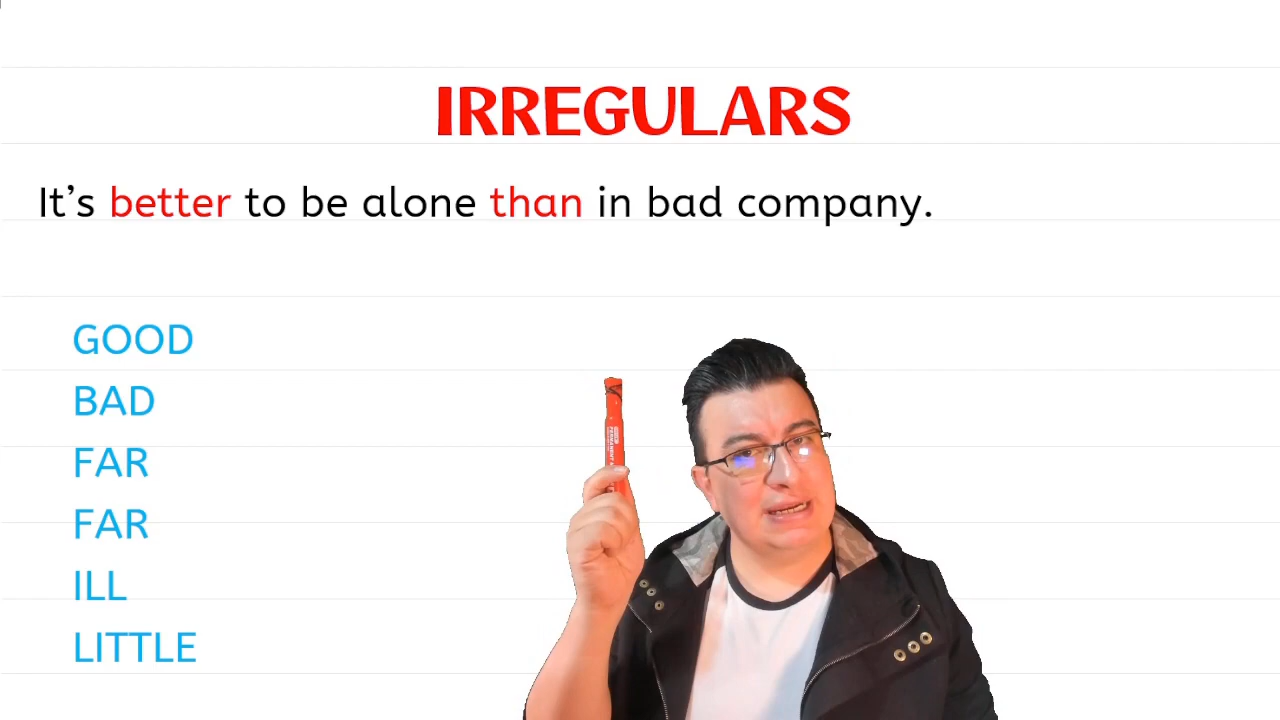 IRREGULARS
It’s better to be alone than in bad company.
GOOD
BAD
FAR
FAR
ILL
LITTLE